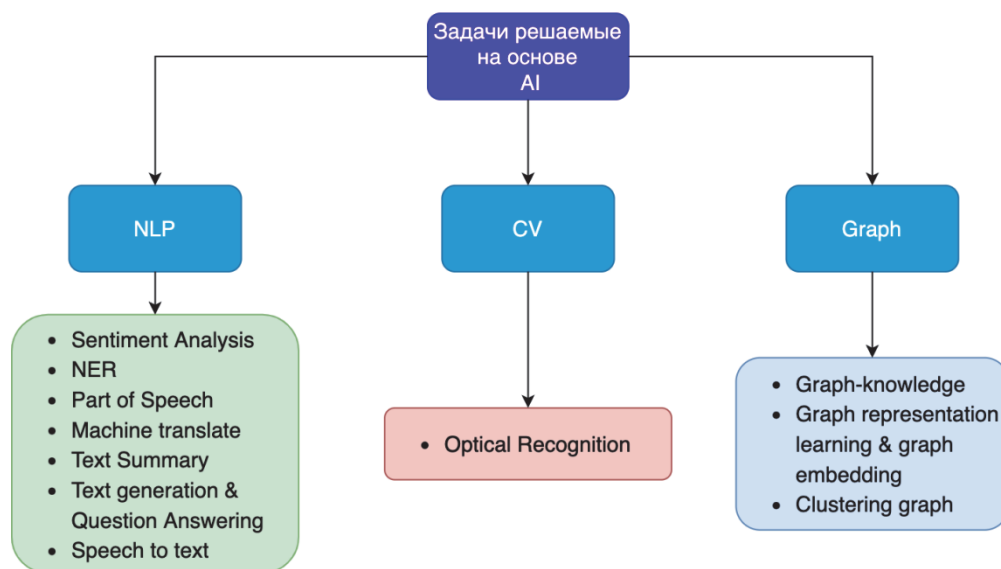 Задачи решаемые
на основе
AI
NLP
CV
Graph
• Sentiment Analysis
• NER
• Part of Speech
• Machine translate
• Text Summary
• Text generation &
Question Answering
• Speech to text
• Optical Recognition
• Graph-knowledge
• Graph representation
learning & graph
embedding
• Clustering graph